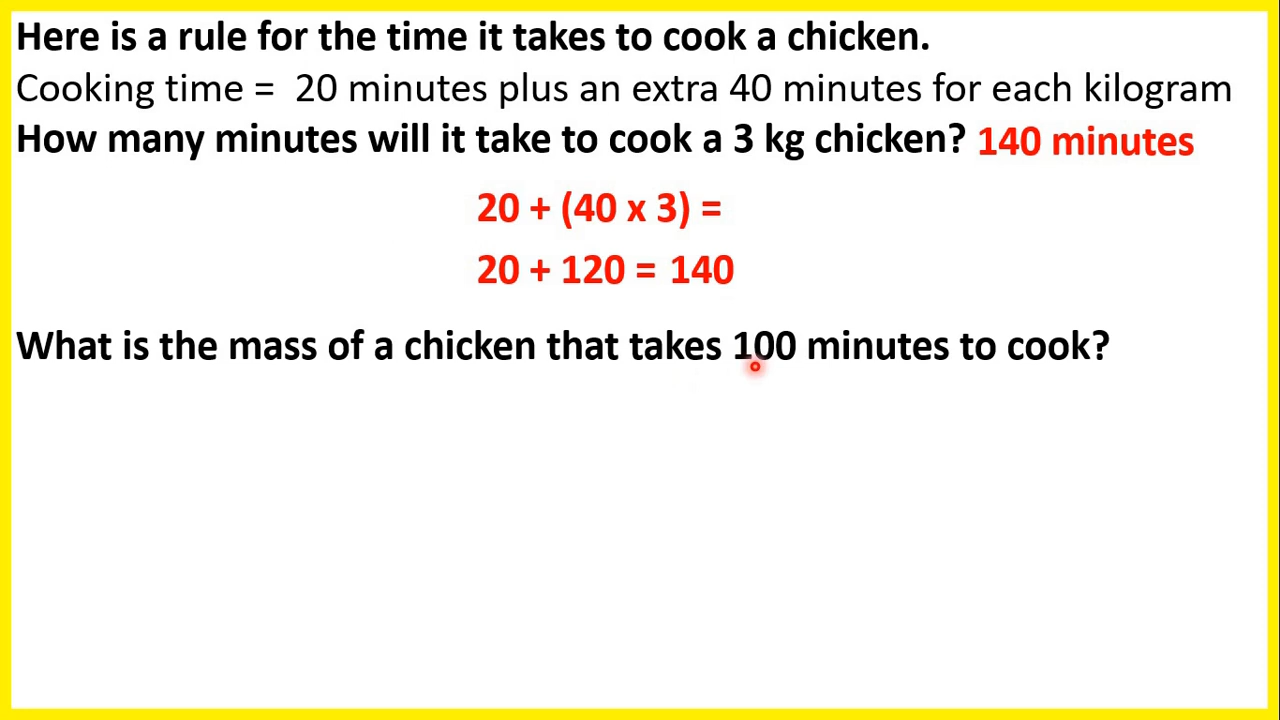 Here is a rule for the time it takes to cook a chicken.
Cooking time = 20 minutes plus an extra 40 minutes for each kilogram
How many minutes will it take to cook a 3 kg chicken? 140 minutes
20 + (40 x 3) =
20 + 120 = 140
What is the mass of a chicken that takes 100 minutes to cook?